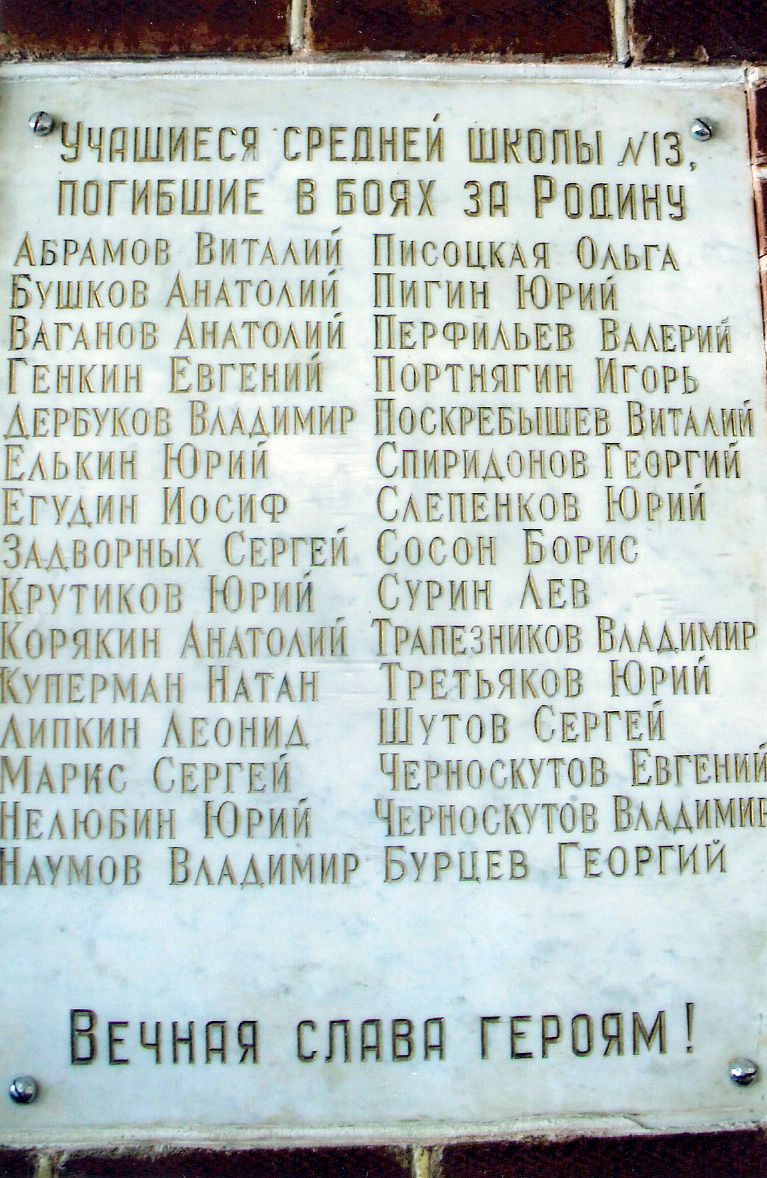 Учащиеся средней школы №13,
погибшие в боях за Родину
Абрамов Виталий
Бушков Анатолий
Ваганов Анатолий
Генкин Евгений
Дербуков Владимир
Елькин Юрий
Егудин Иосиф
Задворных Сергей
Крутиков Юрий
Корякин Анатолий
Куперман Натан
Липкин Леонид
Марис Сергей
Нелюбин Юрий
Наумов Владимир
Писоцкая Ольга
Пигин Юрий
Перфильев Валерий
Портнягин Игорь
Поскребышев Виталий
Спиридонов Георгий
Слепенков Юрий
Сосон Борис
Сурин Лев
Трапезников Владимир
Третьяков Юрий
Шутов Сергей
Черноскутов Евгений
Черноскутов Владимир
Бурцев Георгий
Вечная слава героям!